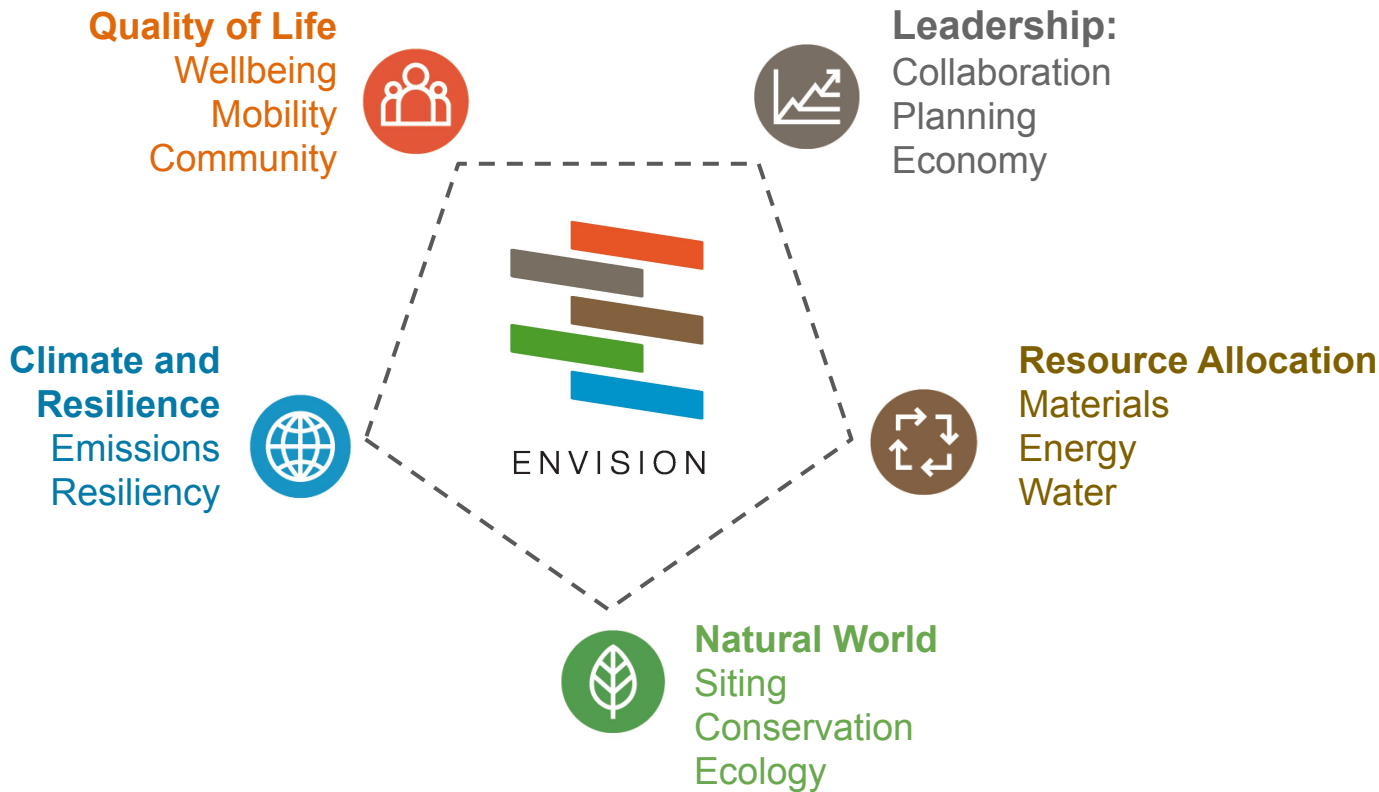 Quality of Life
Wellbeing
Mobility
Community
Leadership:
Collaboration
Planning
Economy
Climate and
Resilience
Emissions
Resiliency
ENVISION
Resource Allocation
Materials
Energy
Water
Natural World
Siting
Conservation
Ecology